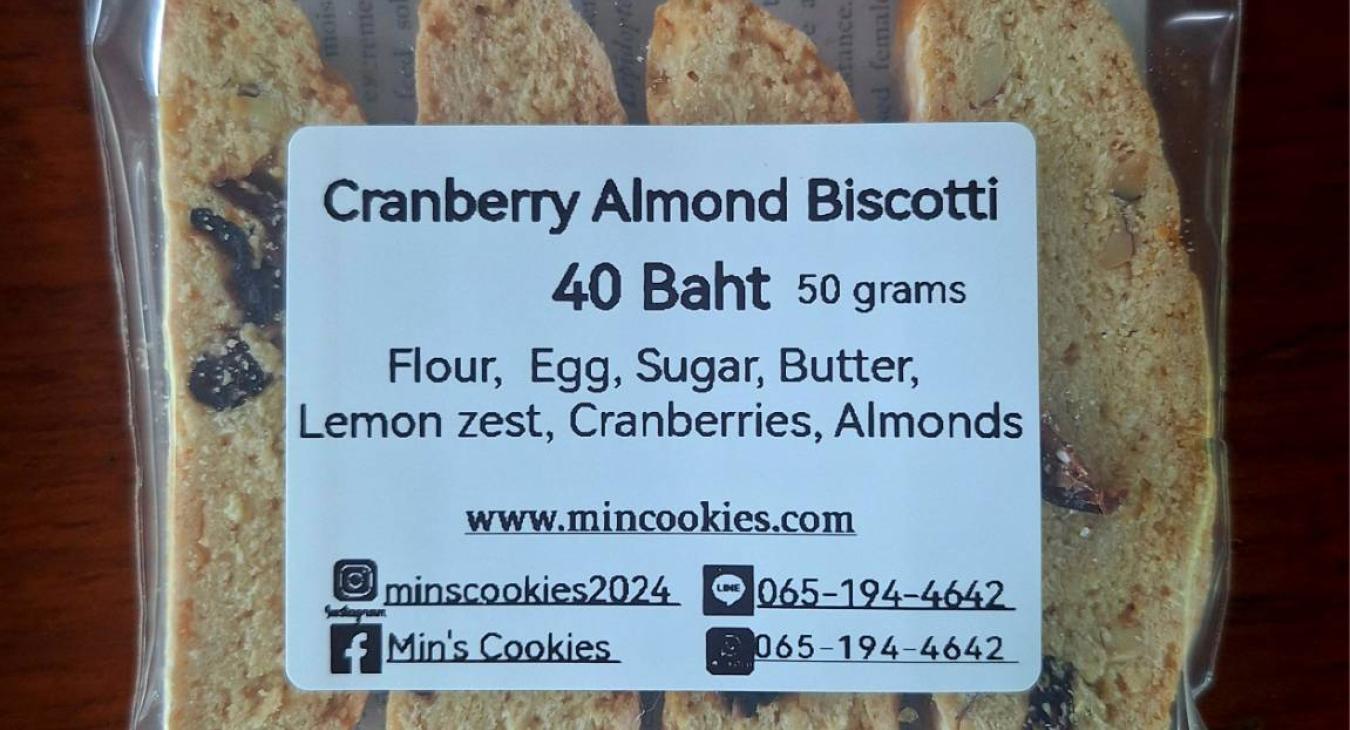 Cranberry Almond Biscotti
40 Baht 50 grams
Flour, Egg, Sugar, Butter,
Lemon zest, Cranberries, Almonds
www.mincookies.com
minscookies2024
Instagram
LINE 065-194-4642
Min's Cookies
065-194-4642